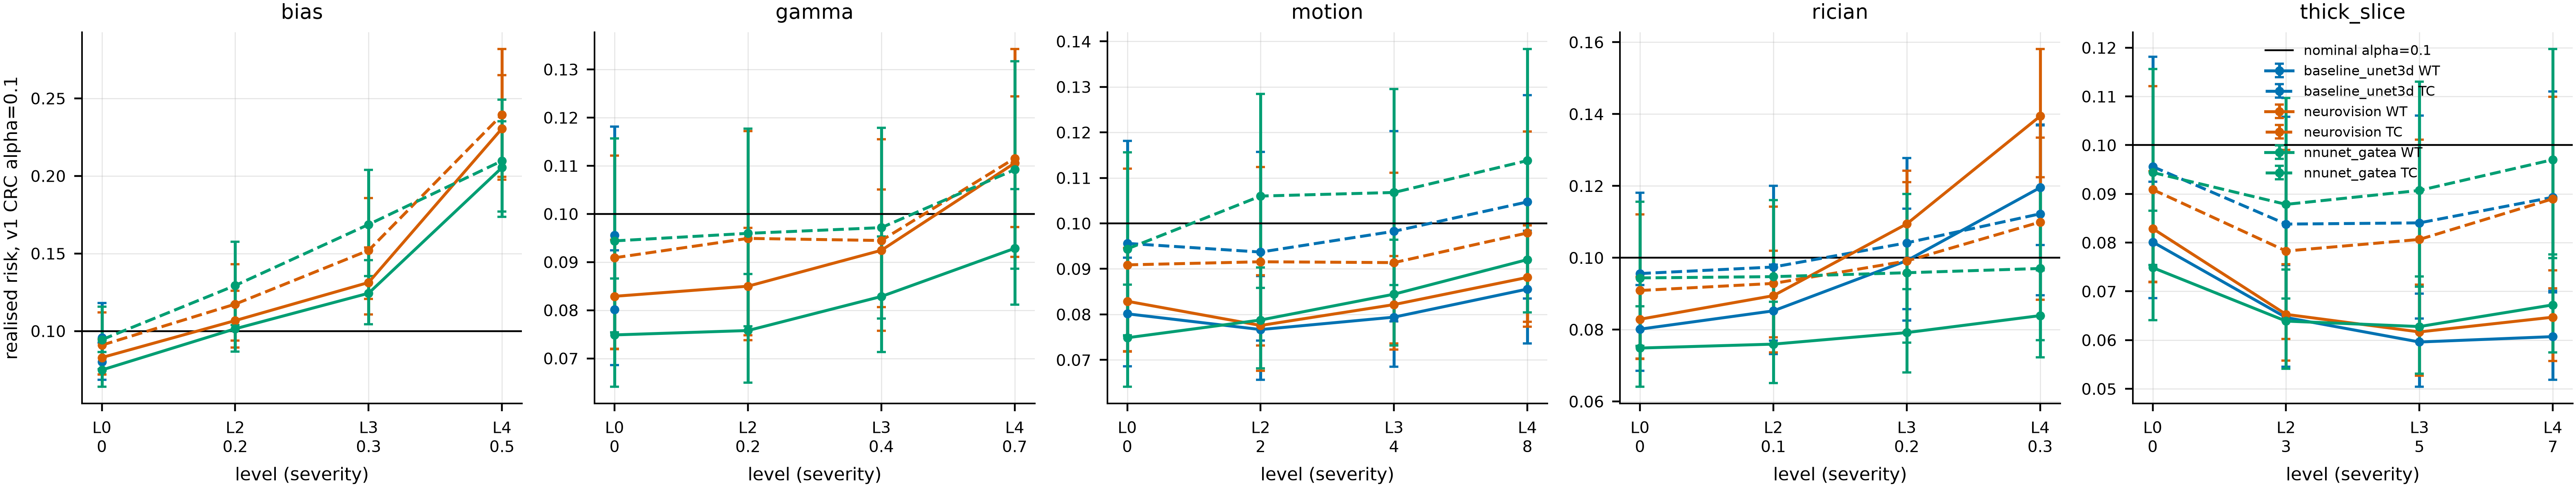 bias
gamma
motion
rician
thick_slice
realised risk, v1 CRC alpha=0.1
0.25
0.20
0.15
0.10
L0 L2 L3 L4
0 0.2 0.3 0.5
level (severity)
0.13
0.12
0.11
0.10
0.09
0.08
0.07
L0 L2 L3 L4
0 0.2 0.4 0.7
level (severity)
0.14
0.13
0.12
0.11
0.10
0.09
0.08
0.07
L0 L2 L3 L4
0 2 4 8
level (severity)
0.16
0.14
0.12
0.10
0.08
0.06
L0 L2 L3 L4
0 0.1 0.2 0.3
level (severity)
0.12
0.11
0.10
0.09
0.08
0.07
0.06
0.05
L0 L2 L3 L4
0 3 5 7
level (severity)
nominal alpha=0.1
baseline_unet3d WT
baseline_unet3d TC
neurovision WT
neurovision TC
nnunet_gatea WT
nnunet_gatea TC